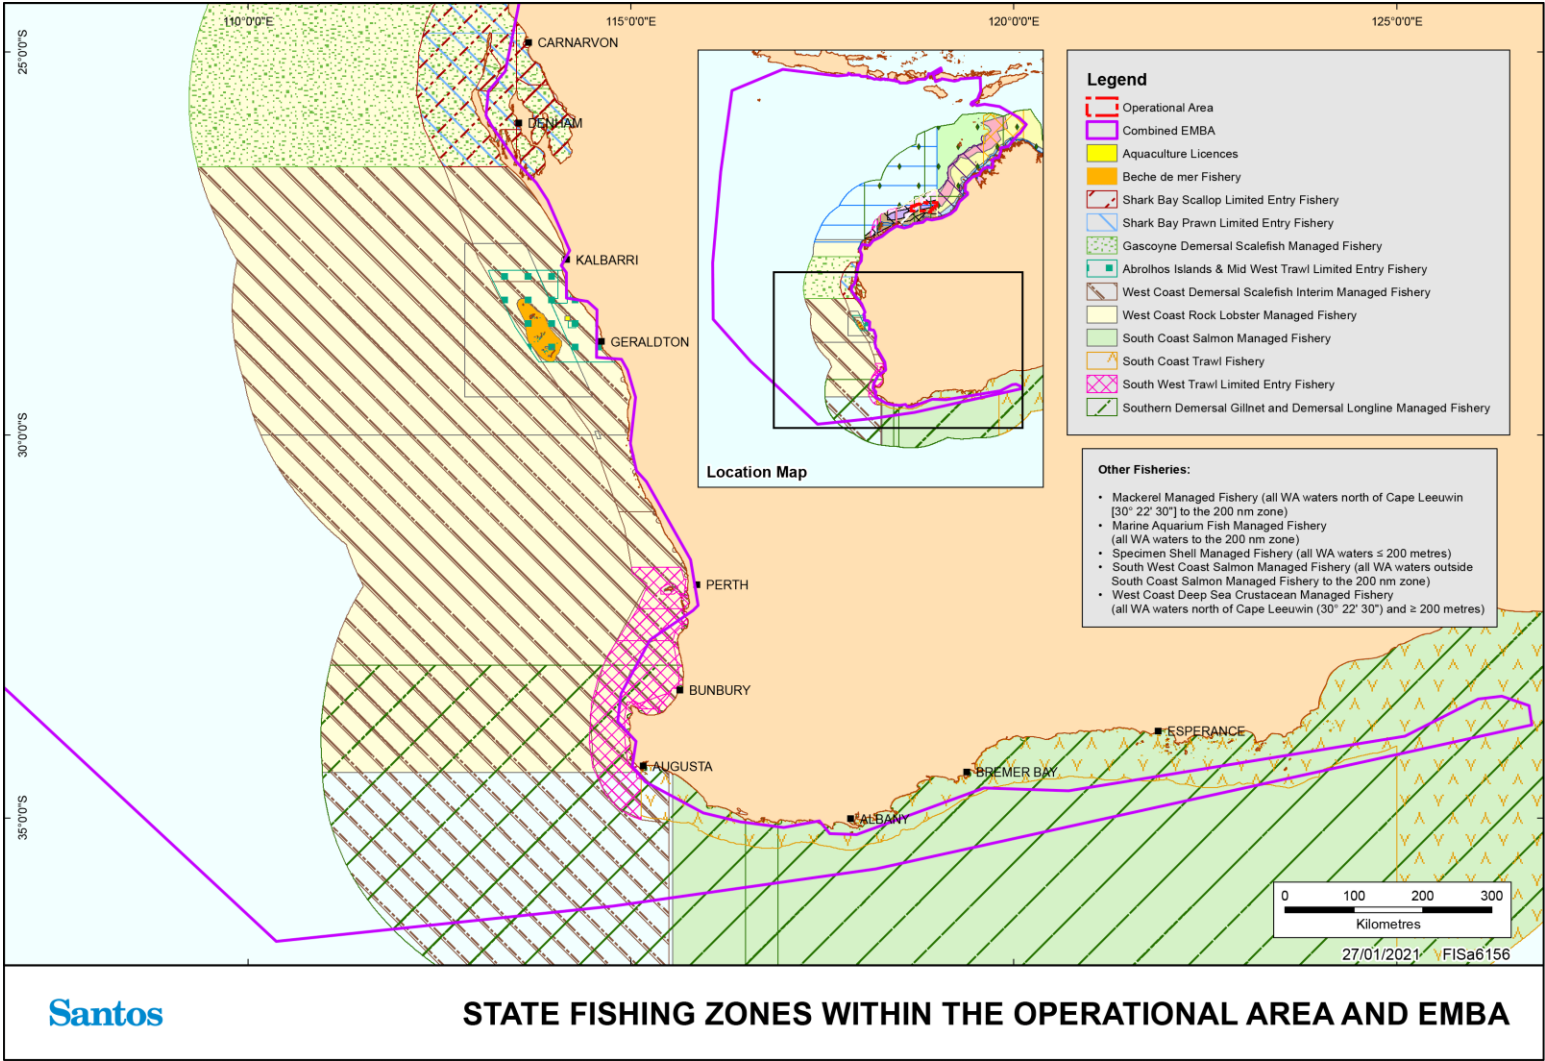 110°0'0"E
115°0'0"E
120°0'0"E
125°0'0"E
25°0'0"S
30°0'0"S
35°0'0"S
CARNARVON
DENHAM
KALBARRI
GERALDTON
PERTH
BUNBURY
AUGUSTA
ALBANY
BREMER BAY
ESPERANCE
Location Map
Legend
Operational Area
Combined EMBA
Aquaculture Licences
Beche de mer Fishery
Shark Bay Scallop Limited Entry Fishery
Shark Bay Prawn Limited Entry Fishery
Gascoyne Demersal Scalefish Managed Fishery
Abrolhos Islands & Mid West Trawl Limited Entry Fishery
West Coast Demersal Scalefish Interim Managed Fishery
West Coast Rock Lobster Managed Fishery
South Coast Salmon Managed Fishery
South Coast Trawl Fishery
South West Trawl Limited Entry Fishery
Southern Demersal Gillnet and Demersal Longline Managed Fishery
Other Fisheries:
• Mackerel Managed Fishery (all WA waters north of Cape Leeuwin
[30° 22' 30"] to the 200 nm zone)
• Marine Aquarium Fish Managed Fishery
(all WA waters to the 200 nm zone)
• Specimen Shell Managed Fishery (all WA waters ≤ 200 metres)
• South West Coast Salmon Managed Fishery (all WA waters outside
South Coast Salmon Managed Fishery to the 200 nm zone)
• West Coast Deep Sea Crustacean Managed Fishery
(all WA waters north of Cape Leeuwin (30° 22' 30") and ≥ 200 metres)
0 100 200 300
Kilometres
27/01/2021 FISa6156
Santos
STATE FISHING ZONES WITHIN THE OPERATIONAL AREA AND EMBA